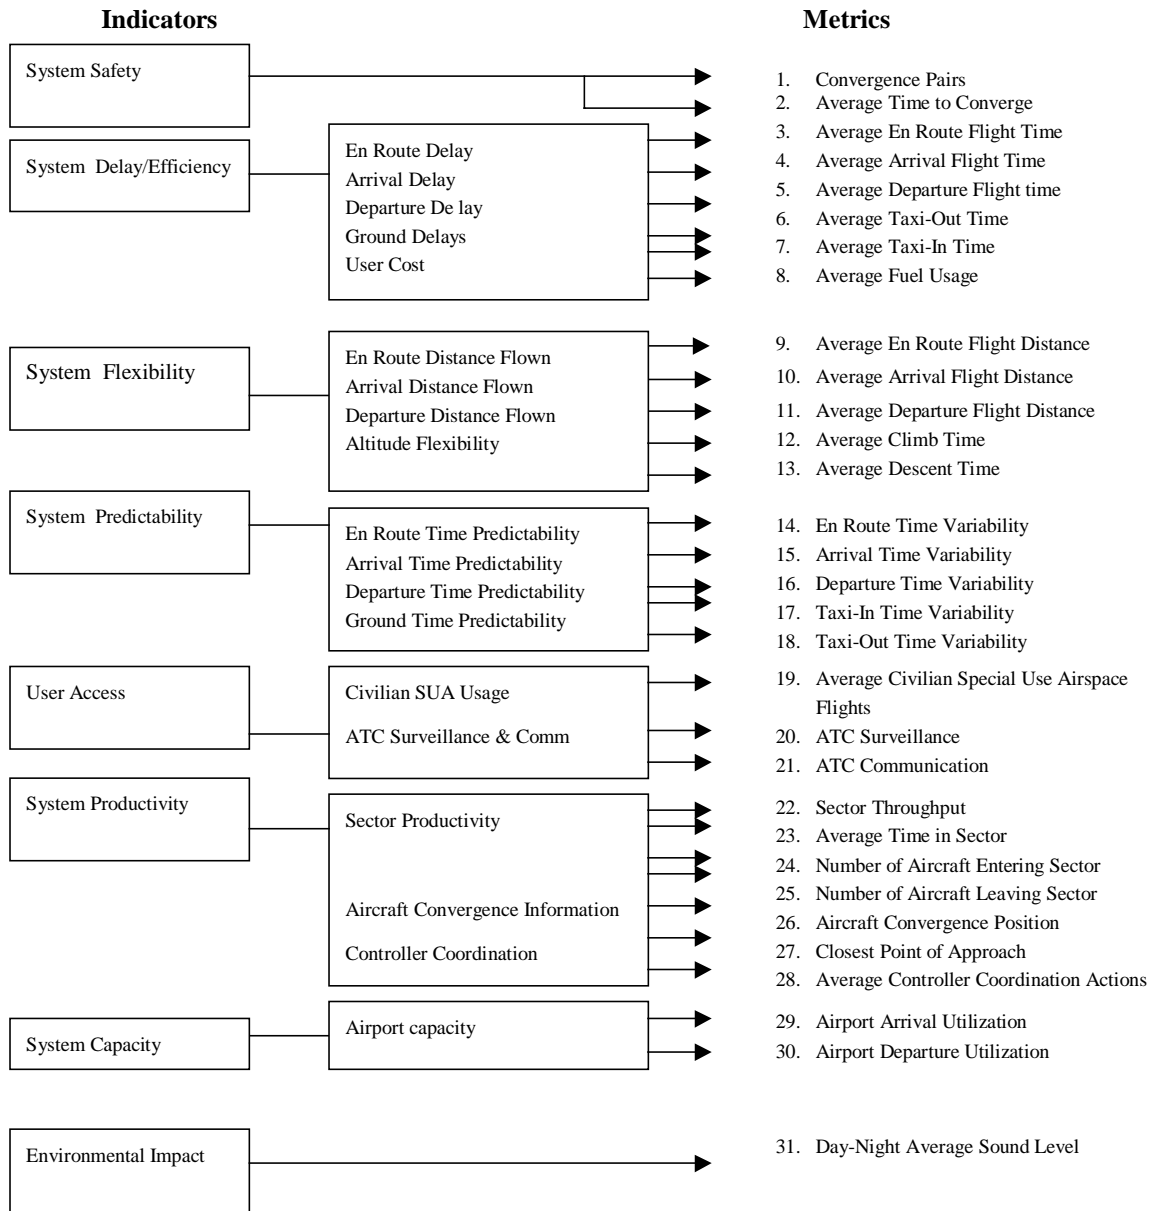 Indicators
Metrics
System Safety
System  Delay/Efficiency
En Route Delay
Arrival Delay
Departure De lay
Ground Delays
User Cost
System  Flexibility
En Route Distance Flown
Arrival Distance Flown
Departure Distance Flown
Altitude Flexibility
System  Predictability
En Route Time Predictability
Arrival Time Predictability
Departure Time Predictability
Ground Time Predictability
User Access
Civilian SUA Usage
ATC Surveillance & Comm
System Productivity
Sector Productivity
Aircraft Convergence Information
Controller Coordination
System Capacity
Airport capacity
Environmental Impact
1. Convergence Pairs
2. Average Time to Converge
3. Average En Route Flight Time
4. Average Arrival Flight Time
5. Average Departure Flight time
6. Average Taxi-Out Time
7. Average Taxi-In Time
8. Average Fuel Usage
9. Average En Route Flight Distance
10. Average Arrival Flight Distance
11. Average Departure Flight Distance
12. Average Climb Time
13. Average Descent Time
14. En Route Time Variability
15. Arrival Time Variability
16. Departure Time Variability
17. Taxi-In Time Variability
18. Taxi-Out Time Variability
19. Average Civilian Special Use Airspace
Flights
20. ATC Surveillance
21. ATC Communication
22. Sector Throughput
23. Average Time in Sector
24. Number of Aircraft Entering Sector
25. Number of Aircraft Leaving Sector
26. Aircraft Convergence Position
27. Closest Point of Approach
28. Average Controller Coordination Actions
29. Airport Arrival Utilization
30. Airport Departure Utilization
31. Day-Night Average Sound Level